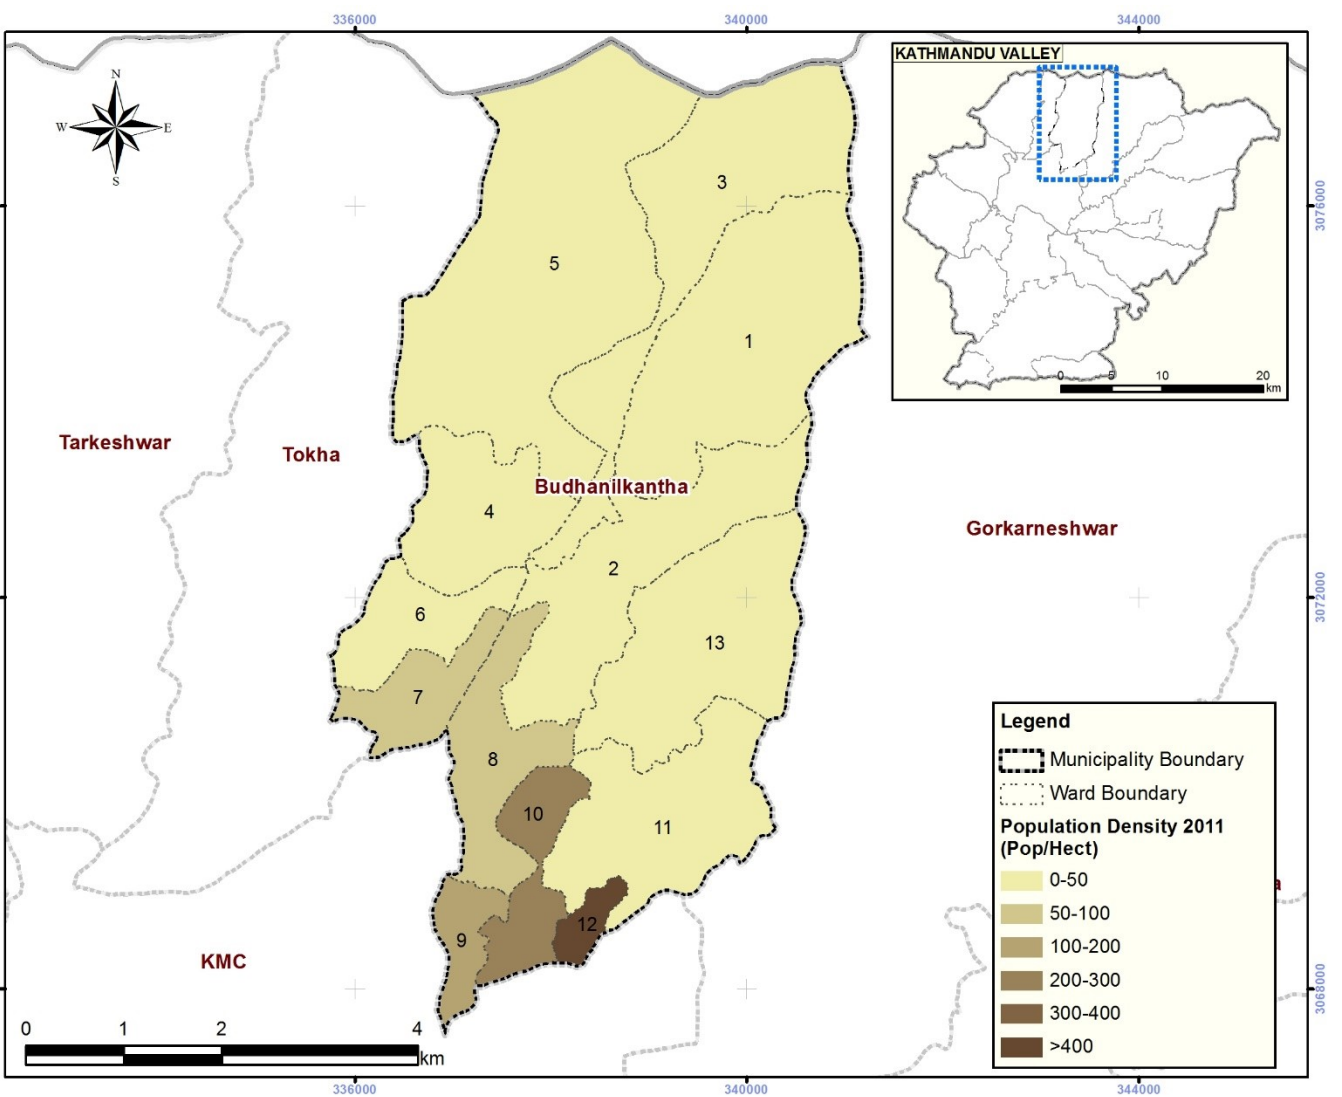 336000
340000
344000
N
W
E
S
KATHMANDU VALLEY
0
5
10
20
km
3076000
3
5
1
Tarkeshwar
Tokha
Budhanilkantha
4
Gorkarneshwar
2
3072000
6
13
7
8
10
11
12
9
KMC
a
3068000
Legend
Municipality Boundary
Ward Boundary
Population Density 2011
(Pop/Hect)
0-50
50-100
100-200
200-300
300-400
>400
0
1
2
4
km
336000
340000
344000